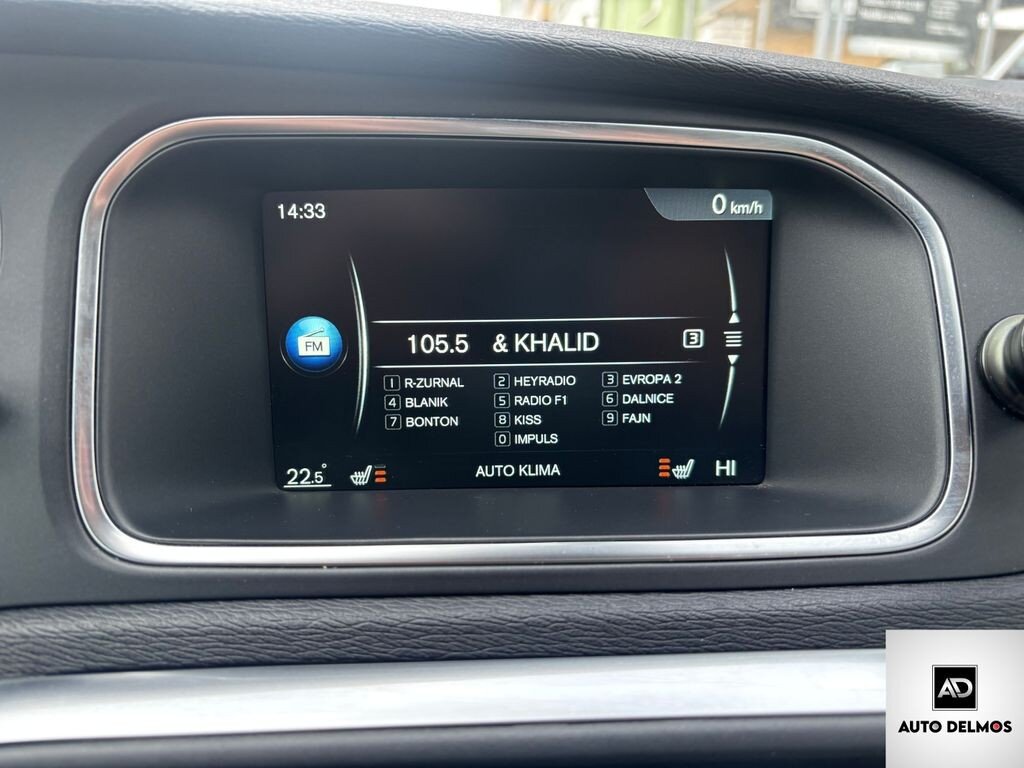 14:33
0 km/h
FM
105.5 & KHALID 3
1 R-ZURNAL 2 HEYRADIO 3 EVROPA 2
4 BLANIK 5 RADIO F1 6 DALNICE
7 BONTON 8 KISS 9 FAJN
0 IMPULS
22.5° AUTO KLIMA HI
AD
AUTO DELMOS